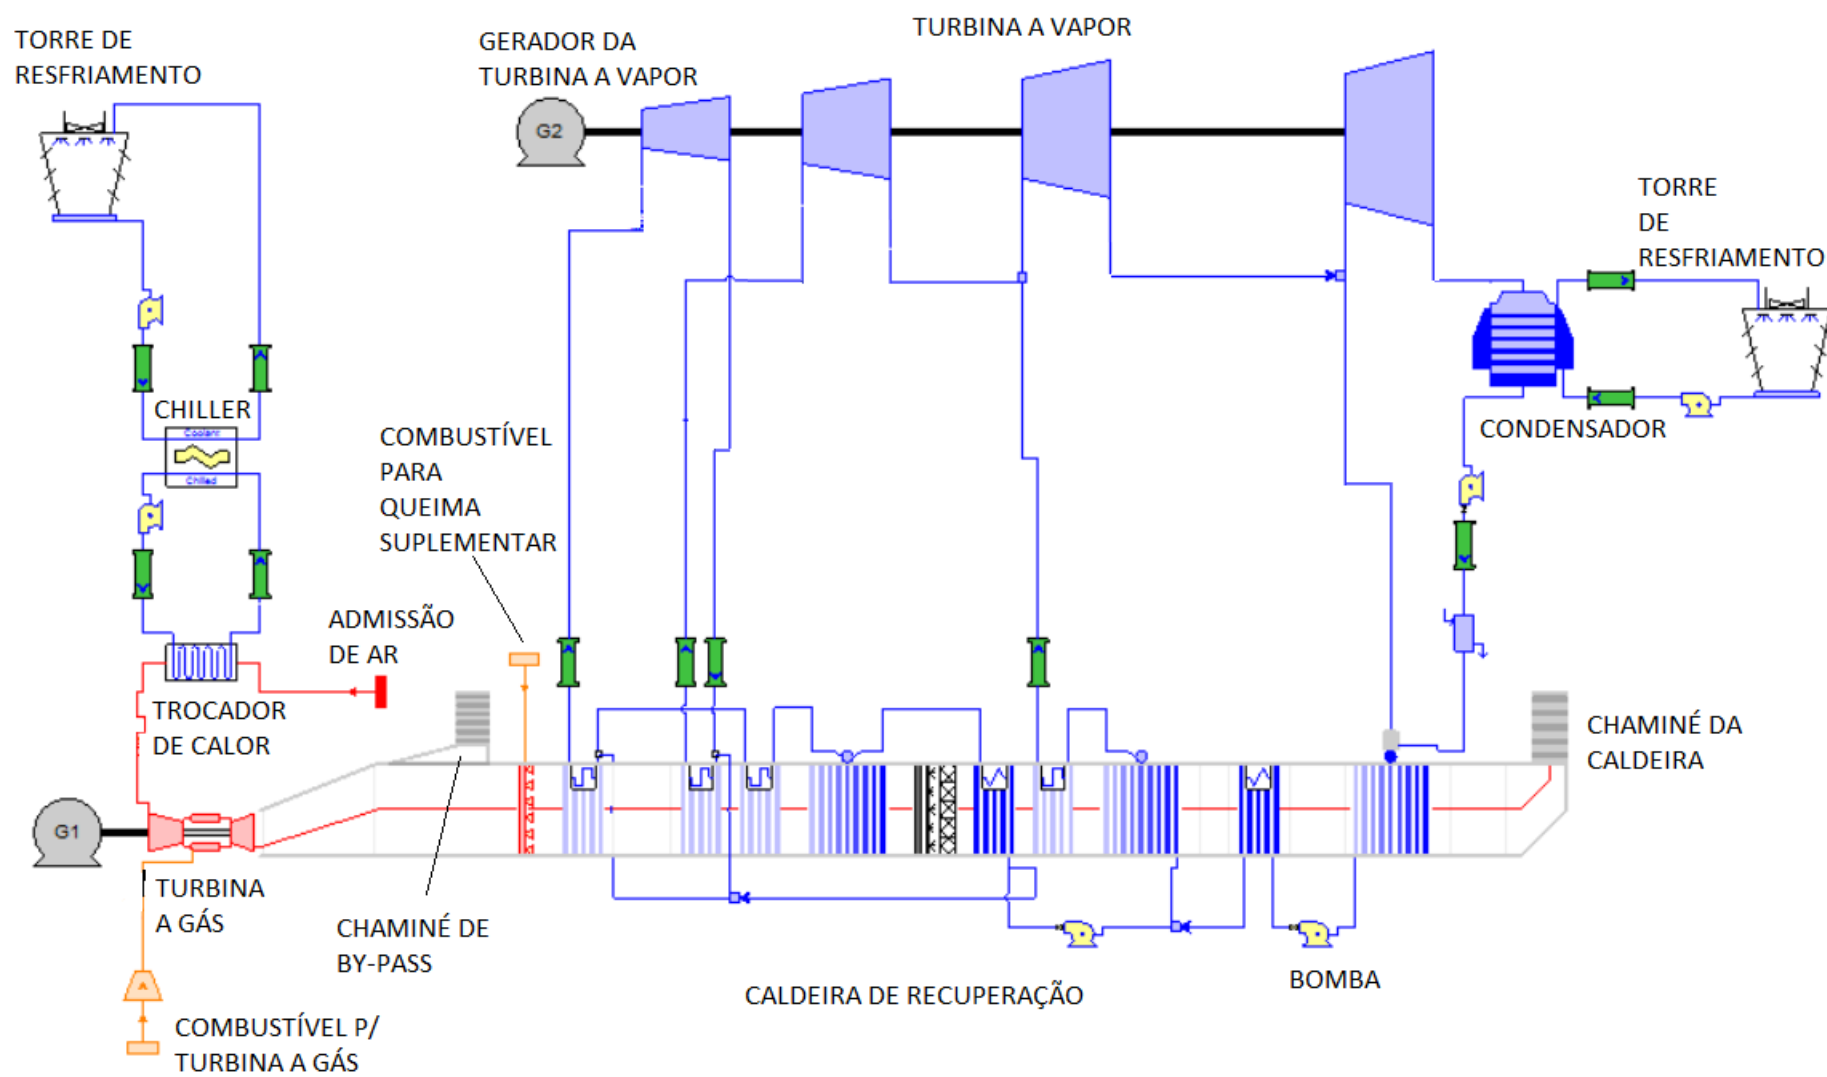 TORRE DE
RESFRIAMENTO
GERADOR DA
TURBINA A VAPOR
TURBINA A VAPOR
G2
TORRE
DE
RESFRIAMENTO
CHILLER
Coolant
Chilled
COMBUSTÍVEL
PARA
QUEIMA
SUPLEMENTAR
CONDENSADOR
ADMISSÃO
DE AR
TROCADOR
DE CALOR
CHAMINÉ DA
CALDEIRA
G1
TURBINA
A GÁS
CHAMINÉ DE
BY-PASS
CALDEIRA DE RECUPERAÇÃO
BOMBA
COMBUSTÍVEL P/
TURBINA A GÁS